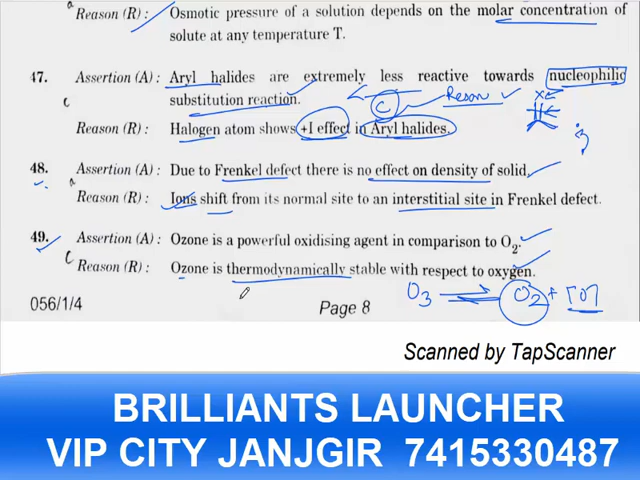 a
Reason (R): Osmotic pressure of a solution depends on the molar concentration of
solute at any temperature T.
47. Assertion (A): Aryl halides are extremely less reactive towards nucleophilic
substitution reaction.
C Reson
c
Reason (R): Halogen atom shows +I effect in Aryl halides.
48. Assertion (A): Due to Frenkel defect there is no effect on density of solid.
a
Reason (R): Ions shift from its normal site to an interstitial site in Frenkel defect.
49. Assertion (A): Ozone is a powerful oxidising agent in comparison to O2.
c
Reason (R): Ozone is thermodynamically stable with respect to oxygen.
O3 ⇌ O2 + [O]
056/1/4 Page 8
Scanned by TapScanner
BRILLIANTS LAUNCHER
VIP CITY JANJGIR 7415330487